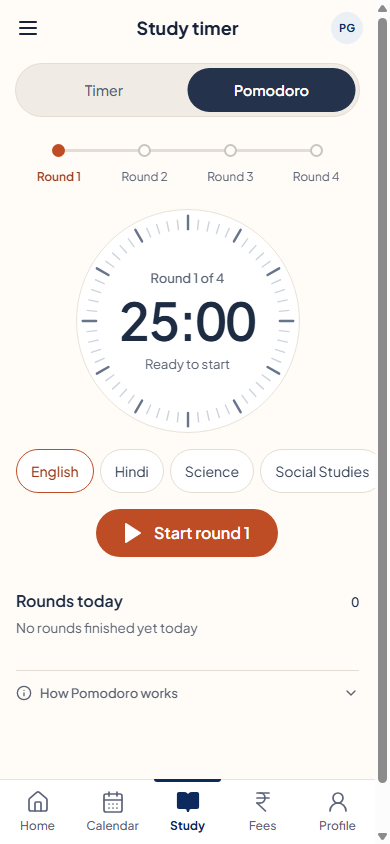 Study timer
PG
Timer
Pomodoro
Round 1
Round 2
Round 3
Round 4
Round 1 of 4
25:00
Ready to start
English
Hindi
Science
Social Studies
Start round 1
Rounds today
0
No rounds finished yet today
How Pomodoro works
Home
Calendar
Study
Fees
Profile